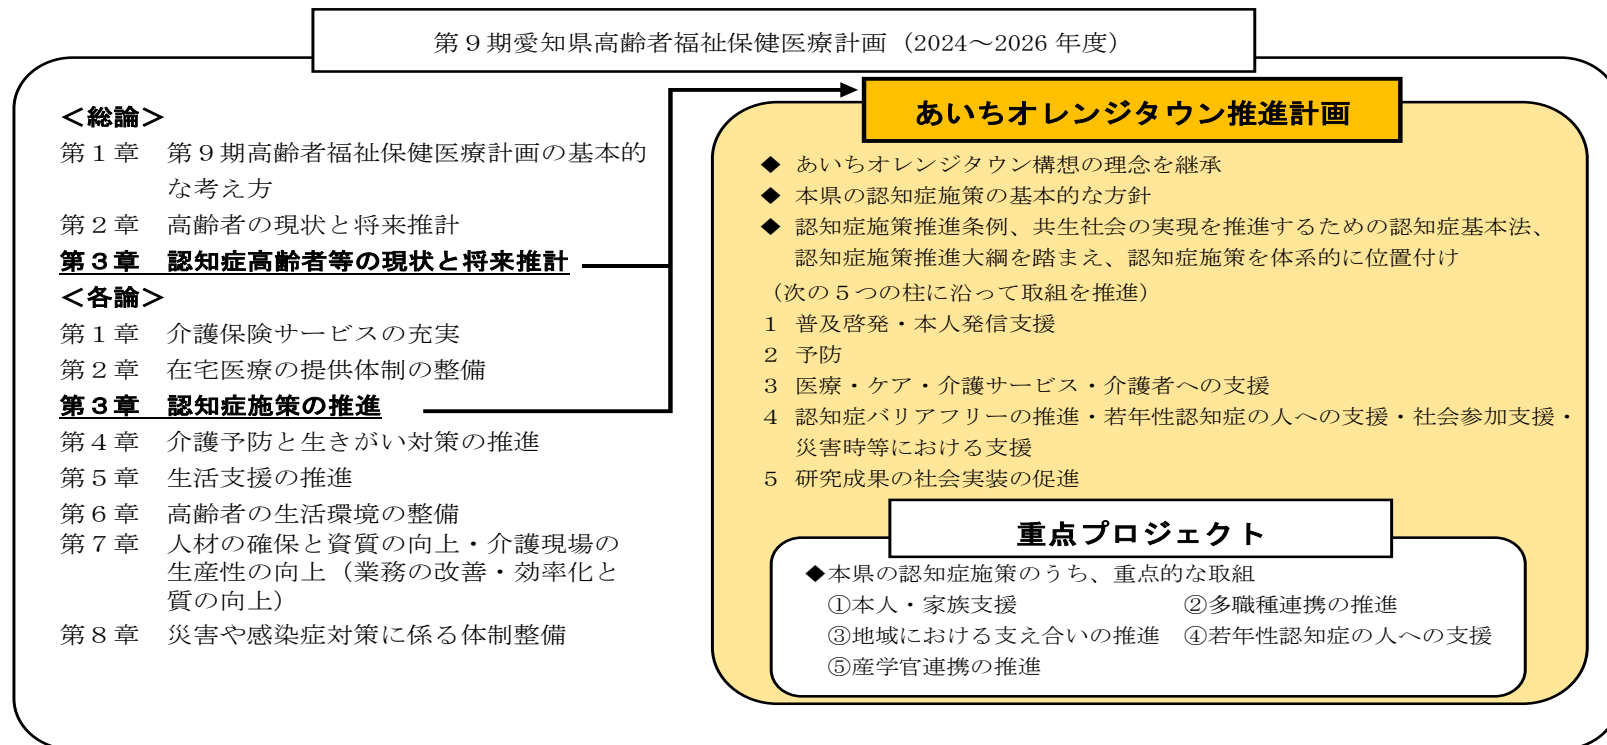 第９期愛知県高齢者福祉保健医療計画（2024～2026 年度）
＜総論＞
第１章　第９期高齢者福祉保健医療計画の基本的
な考え方
第２章　高齢者の現状と将来推計
第３章　認知症高齢者等の現状と将来推計
＜各論＞
第１章　介護保険サービスの充実
第２章　在宅医療の提供体制の整備
第３章　認知症施策の推進
第４章　介護予防と生きがい対策の推進
第５章　生活支援の推進
第６章　高齢者の生活環境の整備
第７章　人材の確保と資質の向上・介護現場の
生産性の向上（業務の改善・効率化と
質の向上）
第８章　災害や感染症対策に係る体制整備
あいちオレンジタウン推進計画
◆ あいちオレンジタウン構想の理念を継承
◆ 本県の認知症施策の基本的な方針
◆ 認知症施策推進条例、共生社会の実現を推進するための認知症基本法、
認知症施策推進大綱を踏まえ、認知症施策を体系的に位置付け
（次の５つの柱に沿って取組を推進）
１ 普及啓発・本人発信支援
２ 予防
３ 医療・ケア・介護サービス・介護者への支援
４ 認知症バリアフリーの推進・若年性認知症の人への支援・社会参加支援・
災害時等における支援
５ 研究成果の社会実装の促進
重点プロジェクト
◆本県の認知症施策のうち、重点的な取組
①本人・家族支援　②多職種連携の推進
③地域における支え合いの推進　④若年性認知症の人への支援
⑤産学官連携の推進